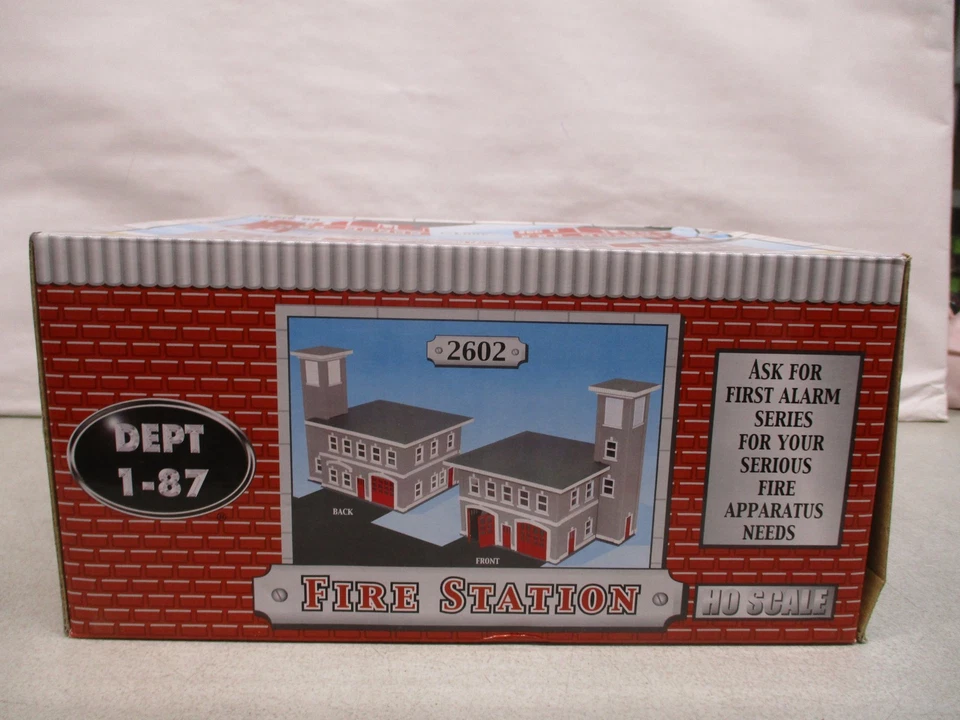 2602
BACK
FRONT
DEPT
1-87
ASK FOR
FIRST ALARM
SERIES
FOR YOUR
SERIOUS
FIRE
APPARATUS
NEEDS
FIRE STATION
HO SCALE